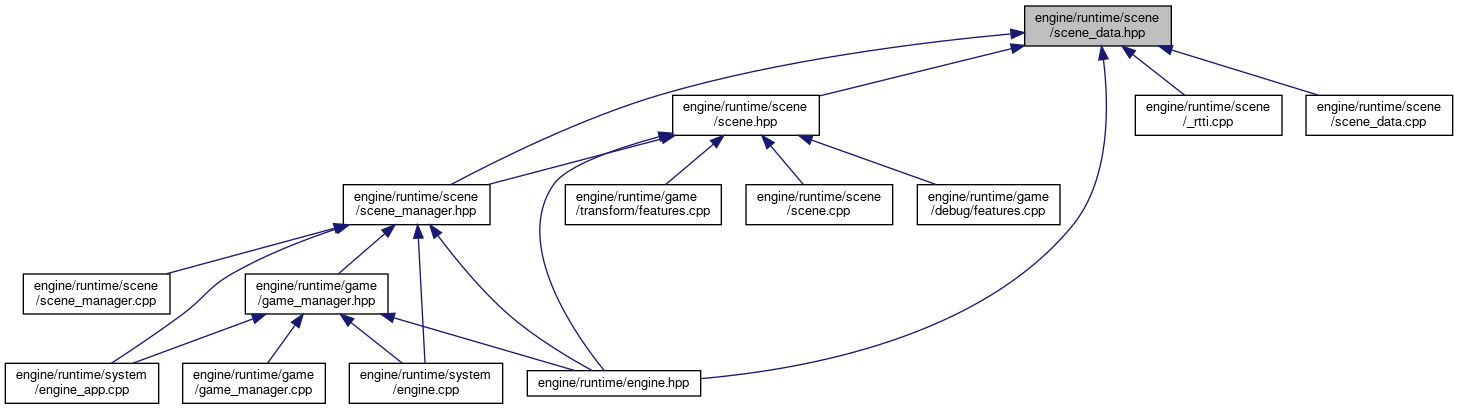 engine/runtime/scene
/scene_data.hpp
engine/runtime/scene
/scene.hpp
engine/runtime/scene
/_rtti.cpp
engine/runtime/scene
/scene_data.cpp
engine/runtime/scene
/scene_manager.hpp
engine/runtime/game
/transform/features.cpp
engine/runtime/scene
/scene.cpp
engine/runtime/game
/debug/features.cpp
engine/runtime/scene
/scene_manager.cpp
engine/runtime/game
/game_manager.hpp
engine/runtime/system
/engine_app.cpp
engine/runtime/game
/game_manager.cpp
engine/runtime/system
/engine.cpp
engine/runtime/engine.hpp